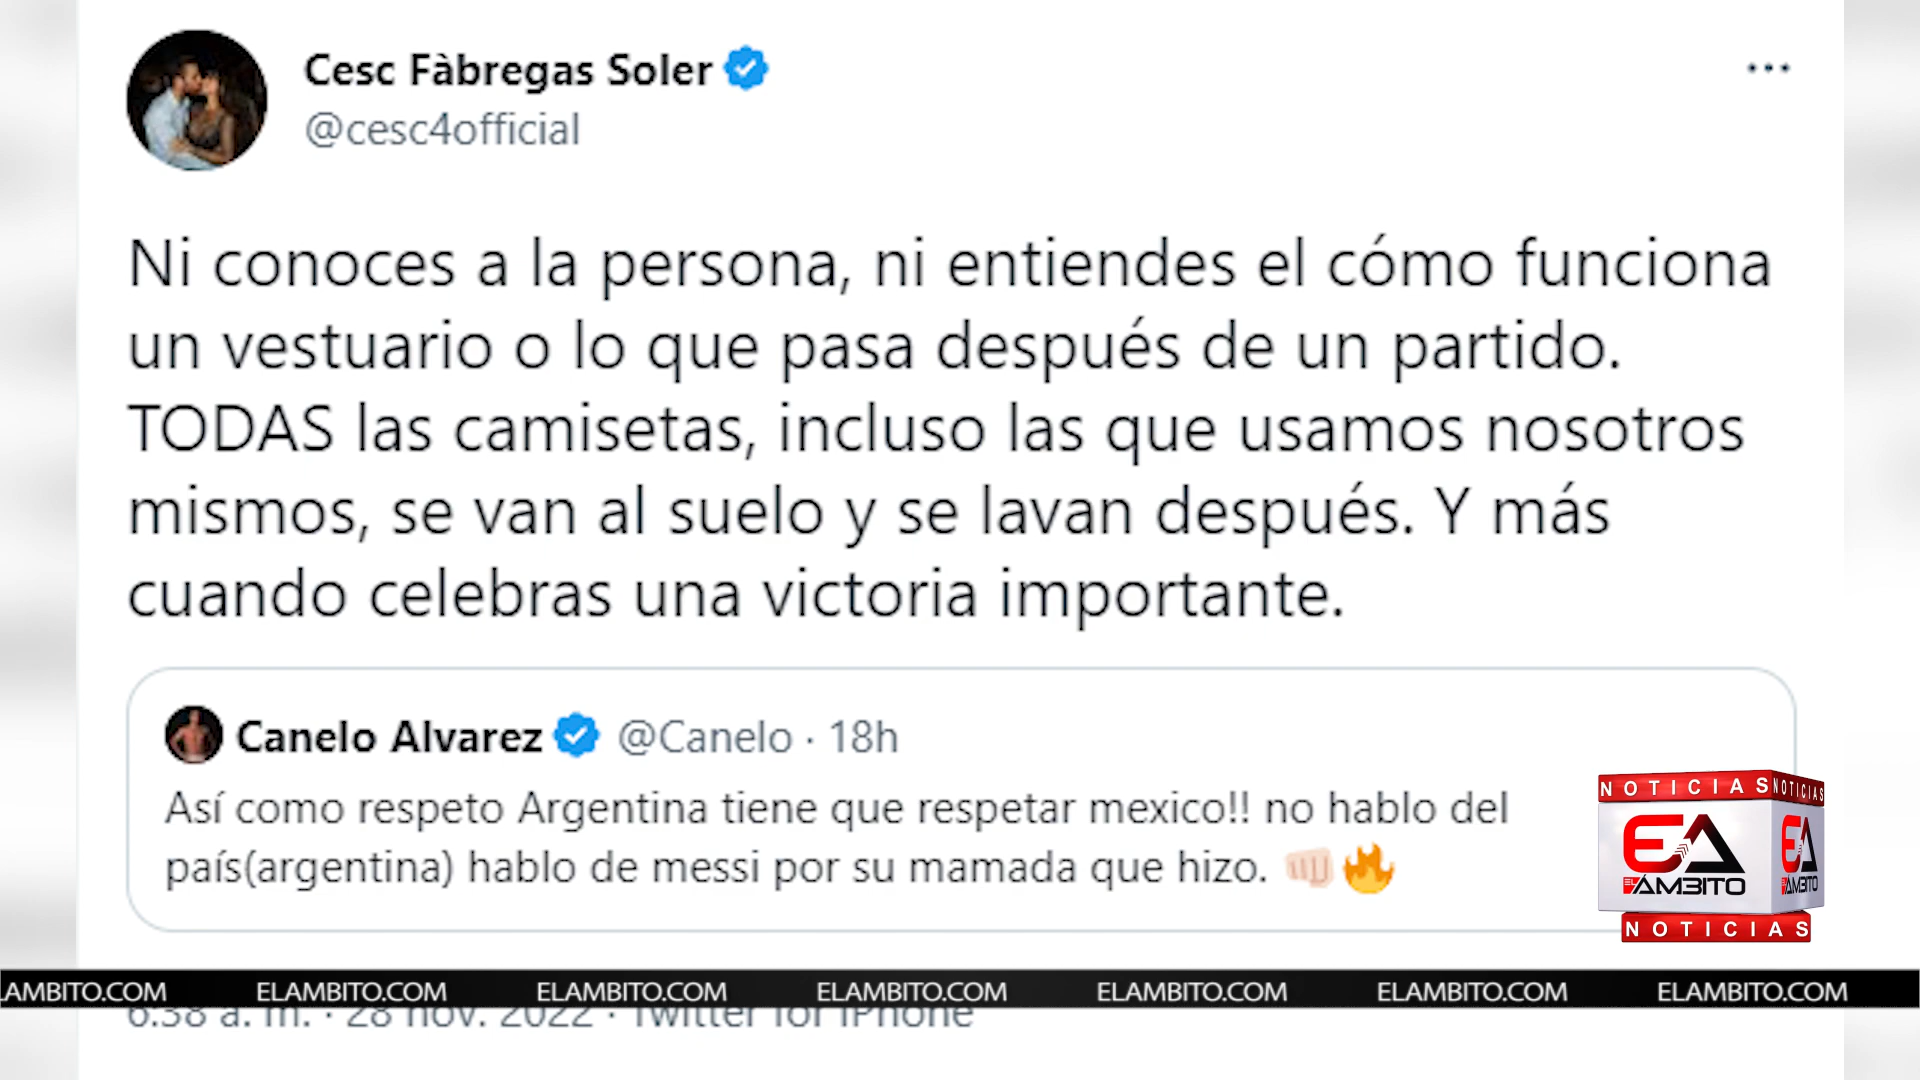 Cesc Fàbregas Soler
@cesc4official
Ni conoces a la persona, ni entiendes el cómo funciona
un vestuario o lo que pasa después de un partido.
TODAS las camisetas, incluso las que usamos nosotros
mismos, se van al suelo y se lavan después. Y más
cuando celebras una victoria importante.
Canelo Alvarez @Canelo · 18h
Así como respeto Argentina tiene que respetar mexico!! no hablo del
país(argentina) hablo de messi por su mamada que hizo. 👊🏻🔥
NOTICIAS NOTICIAS
EA EA
EL ÁMBITO EL ÁMBITO
NOTICIAS
AMBITO.COM ELAMBITO.COM ELAMBITO.COM ELAMBITO.COM ELAMBITO.COM ELAMBITO.COM ELAMBITO.COM
6:38 a. m. · 28 nov. 2022 · Twitter for iPhone